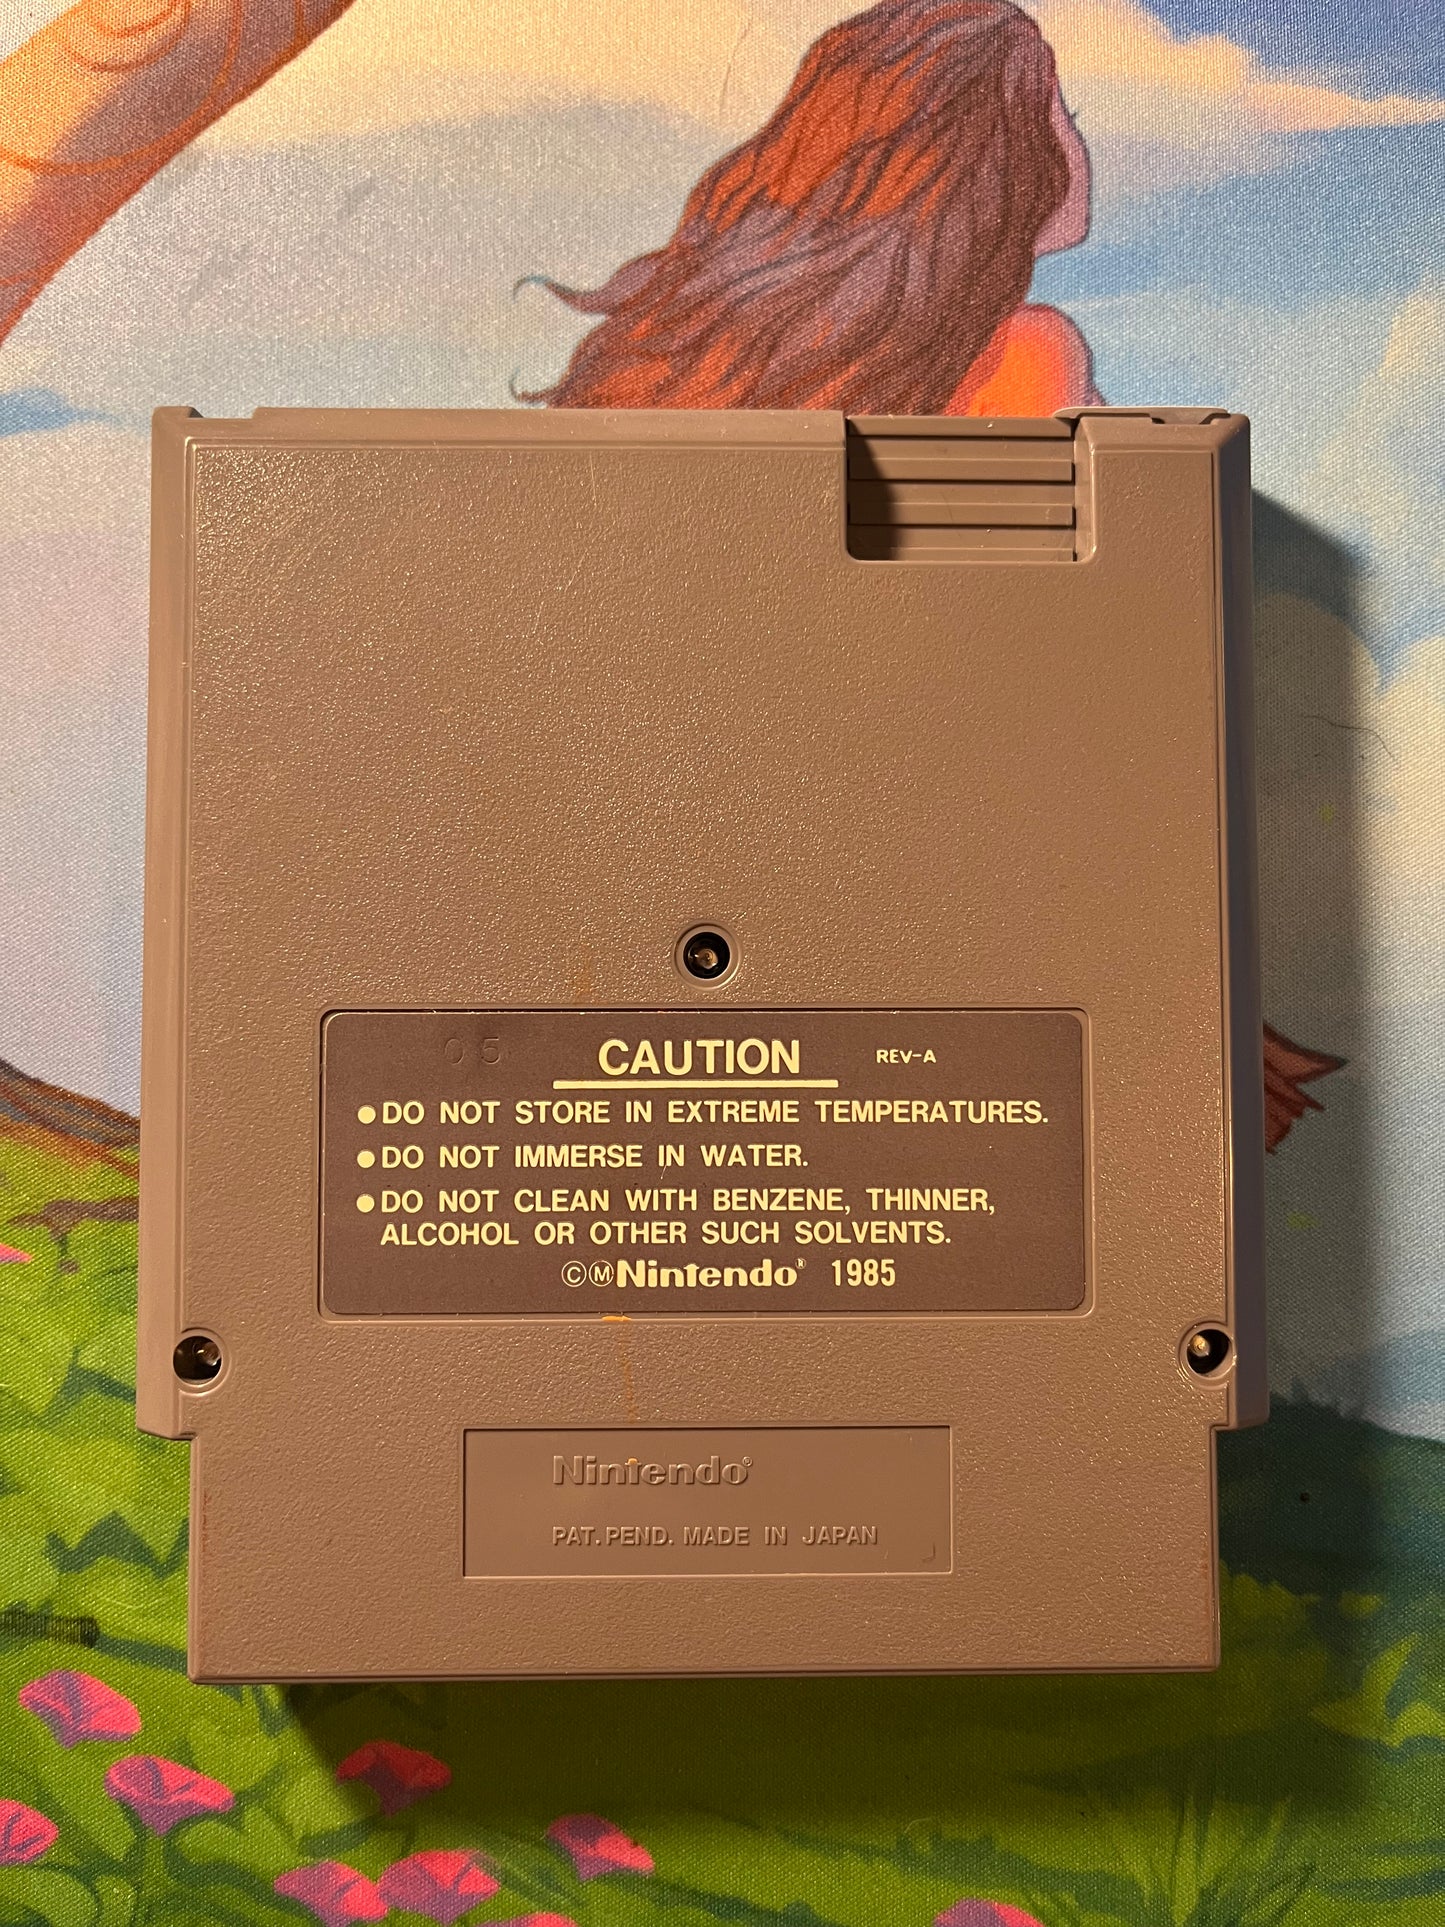 05
CAUTION REV-A
●DO NOT STORE IN EXTREME TEMPERATURES.
●DO NOT IMMERSE IN WATER.
●DO NOT CLEAN WITH BENZENE, THINNER,
ALCOHOL OR OTHER SUCH SOLVENTS.
©ⓂNintendo® 1985
Nintendo®
PAT. PEND. MADE IN JAPAN